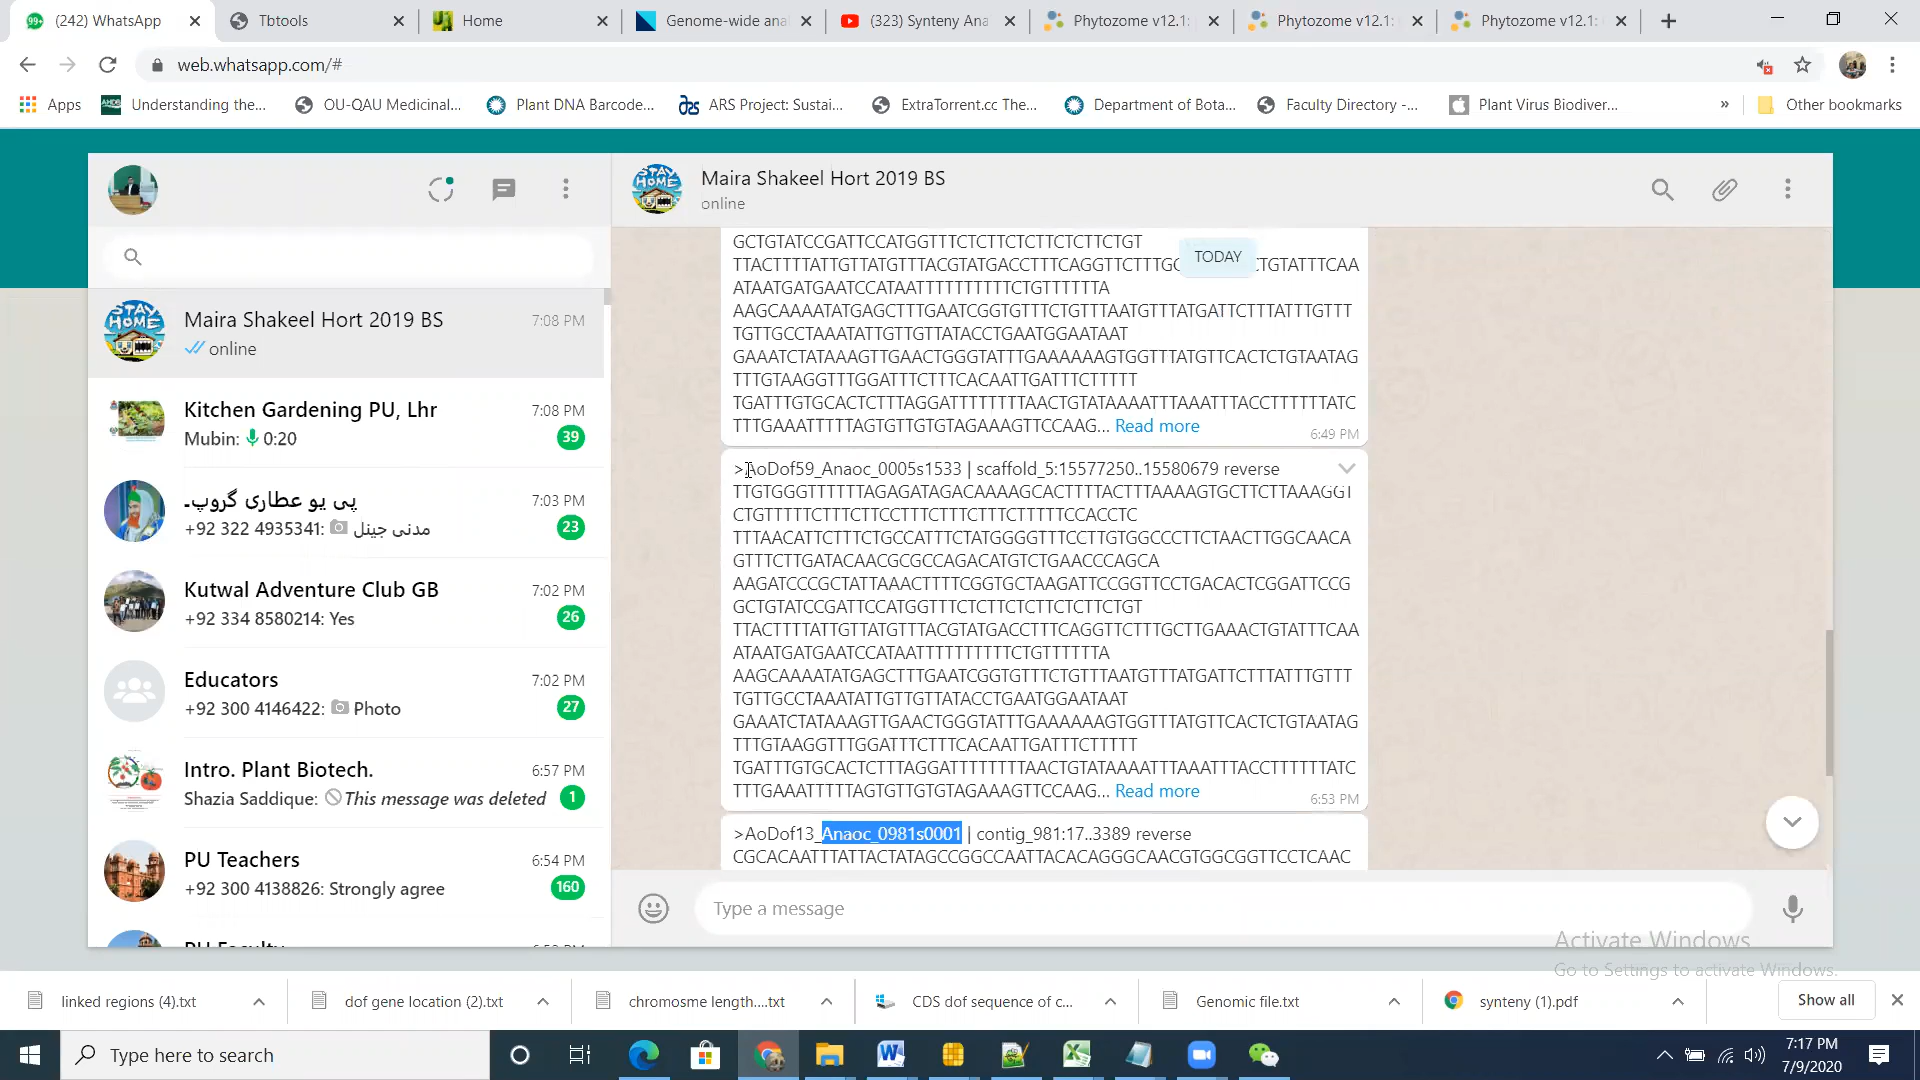 (242) WhatsApp
Tbtools
Home
Genome-wide ana
(323) Synteny Ana
Phytozome v12.1:
Phytozome v12.1:
Phytozome v12.1:
web.whatsapp.com/#
Apps
Understanding the...
OU-QAU Medicinal...
Plant DNA Barcode...
ARS Project: Sustai...
ExtraTorrent.cc The...
Department of Bota...
Faculty Directory -...
Plant Virus Biodiver...
»
Other bookmarks
Maira Shakeel Hort 2019 BS
7:08 PM
online
Kitchen Gardening PU, Lhr
7:08 PM
Mubin: 0:20
39
پی یو عطاری گروپ۔
7:03 PM
+92 322 4935341: مدنی جینل
23
Kutwal Adventure Club GB
7:02 PM
+92 334 8580214: Yes
26
Educators
7:02 PM
+92 300 4146422: Photo
27
Intro. Plant Biotech.
6:57 PM
Shazia Saddique: This message was deleted
1
PU Teachers
6:54 PM
+92 300 4138826: Strongly agree
160
PU Faculty
STAY HOME
Maira Shakeel Hort 2019 BS
online
TODAY
GCTGTATCCGATTCCATGGTTTCTCTTCTCTTCTCTTCTGT
TTACTTTTATTGTTATGTTTACGTATGACCTTTCAGGTTCTTTGC CTGTATTTCAA
ATAATGATGAATCCATAATTTTTTTTTTCTGTTTTTTA
AAGCAAAATATGAGCTTTGAATCGGTGTTTCTGTTTAATGTTTATGATTCTTTATTTGTTT
TGTTGCCTAAATATTGTTGTTATACCTGAATGGAATAAT
GAAATCTATAAAGTTGAACTGGGTATTTGAAAAAAGTGGTTTATGTTCACTCTGTAATAG
TTTGTAAGGTTTGGATTTCTTTCACAATTGATTTCTTTTT
TGATTTGTGCACTCTTTAGGATTTTTTTTAACTGTATAAAATTTAAATTTACCTTTTTTATC
TTTGAAATTTTTAGTGTTGTGTAGAAAGTTCCAAG... Read more
6:49 PM
>AoDof59_Anaoc_0005s1533 | scaffold_5:15577250..15580679 reverse
TTGTGGGTTTTTTAGAGATAGACAAAAGCACTTTTACTTTAAAAGTGCTTCTTAAAGGT
CTGTTTTTCTTTCTTCCTTTCTTTCTTTCTTTTTCCACCTC
TTTAACATTCTTTCTGCCATTTCTATGGGGTTTCCTTGTGGCCCTTCTAACTTGGCAACA
GTTTCTTGATACAACGCGCCAGACATGTCTGAACCCAGCA
AAGATCCCGCTATTAAACTTTTCGGTGCTAAGATTCCGGTTCCTGACACTCGGATTCCG
GCTGTATCCGATTCCATGGTTTCTCTTCTCTTCTCTTCTGT
TTACTTTTATTGTTATGTTTACGTATGACCTTTCAGGTTCTTTGCTTGAAACTGTATTTCAA
ATAATGATGAATCCATAATTTTTTTTTTCTGTTTTTTA
AAGCAAAATATGAGCTTTGAATCGGTGTTTCTGTTTAATGTTTATGATTCTTTATTTGTTT
TGTTGCCTAAATATTGTTGTTATACCTGAATGGAATAAT
GAAATCTATAAAGTTGAACTGGGTATTTGAAAAAAGTGGTTTATGTTCACTCTGTAATAG
TTTGTAAGGTTTGGATTTCTTTCACAATTGATTTCTTTTT
TGATTTGTGCACTCTTTAGGATTTTTTTTAACTGTATAAAATTTAAATTTACCTTTTTTATC
TTTGAAATTTTTAGTGTTGTGTAGAAAGTTCCAAG... Read more
6:53 PM
>AoDof13_Anaoc_0981s0001 | contig_981:17..3389 reverse
CGCACAATTTATTACTATAGCCGGCCAATTACACAGGGCAACGTGGCGGTTCCTCAAC
Type a message
Activate Windows
Go to Settings to activate Windows.
linked regions (4).txt
dof gene location (2).txt
chromosme length....txt
CDS dof sequence of c...
Genomic file.txt
synteny (1).pdf
Show all
Type here to search
7:17 PM
7/9/2020